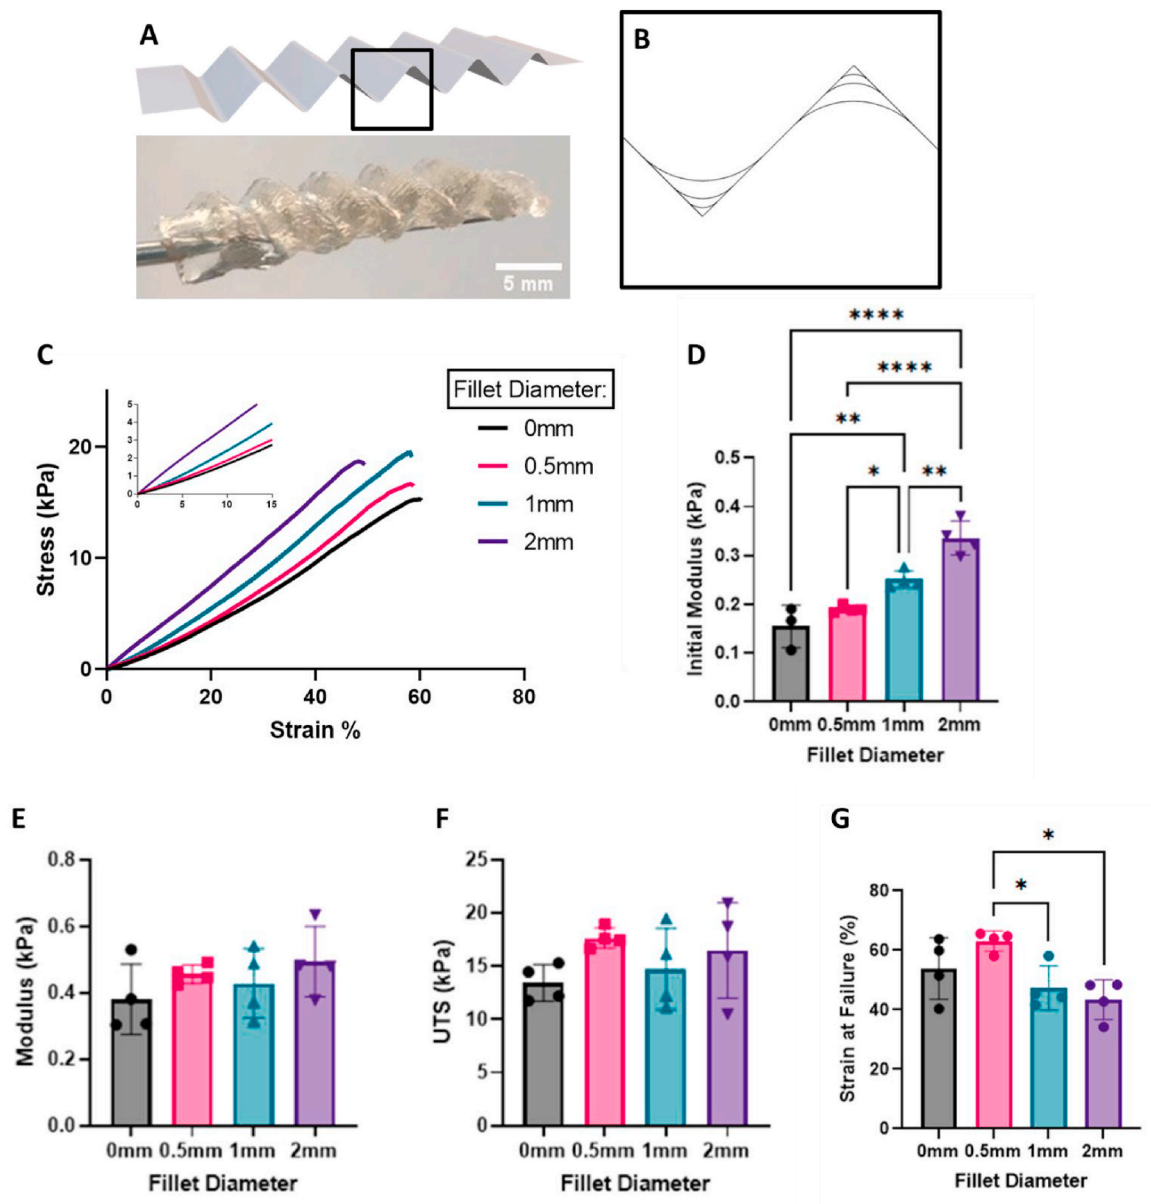 A
B
5 mm
C
Stress (kPa)
20
10
0
0 20 40 60 80
Strain %
5
4
3
2
1
0
0 5 10 15
Fillet Diameter:
0mm
0.5mm
1mm
2mm
D
****
****
**
* **
Initial Modulus (kPa)
0.5
0.4
0.3
0.2
0.1
0.0
0mm 0.5mm 1mm 2mm
Fillet Diameter
E
Modulus (kPa)
0.8
0.6
0.4
0.2
0.0
0mm 0.5mm 1mm 2mm
Fillet Diameter
F
UTS (kPa)
25
20
15
10
5
0
0mm 0.5mm 1mm 2mm
Fillet Diameter
G
*
*
Strain at Failure (%)
80
60
40
20
0
0mm 0.5mm 1mm 2mm
Fillet Diameter